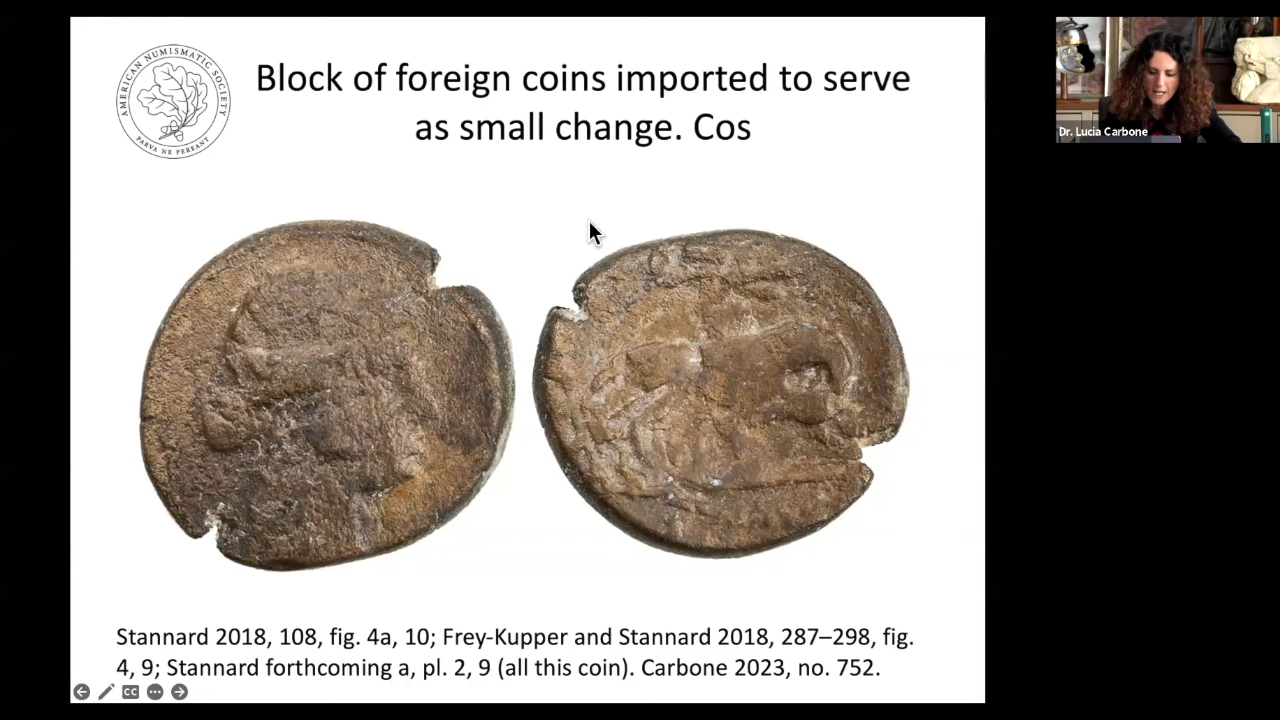 AMERICAN NUMISMATIC SOCIETY
PARVA NE PEREANT
Block of foreign coins imported to serve
as small change. Cos
Dr. Lucia Carbone
Stannard 2018, 108, fig. 4a, 10; Frey-Kupper and Stannard 2018, 287–298, fig.
4, 9; Stannard forthcoming a, pl. 2, 9 (all this coin). Carbone 2023, no. 752.
CC